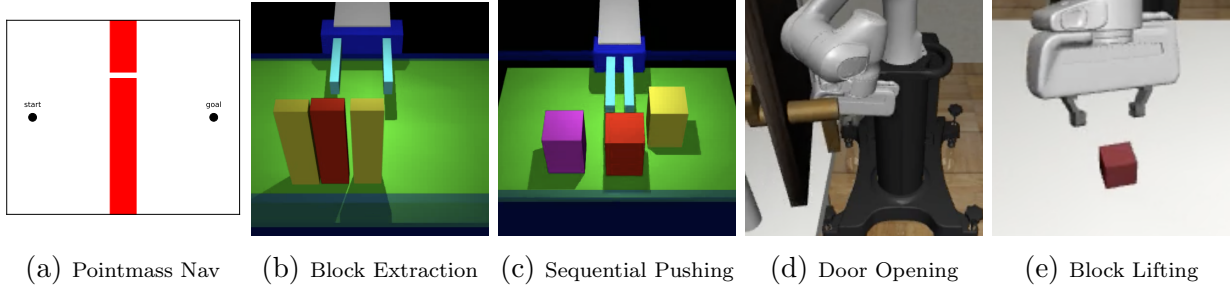 start
goal
(a) Pointmass Nav
(b) Block Extraction
(c) Sequential Pushing
(d) Door Opening
(e) Block Lifting